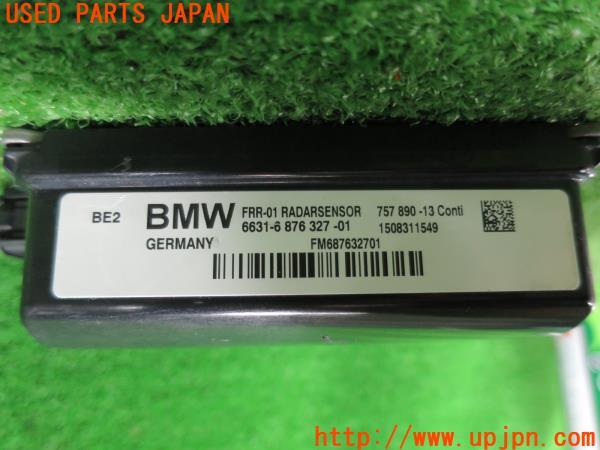 USED PARTS JAPAN
BE2 BMW FRR-01 RADARSENSOR 757 890 -13 Conti
6631-6 876 327 -01 1508311549
GERMANY FM687632701
http://www.upjpn.com